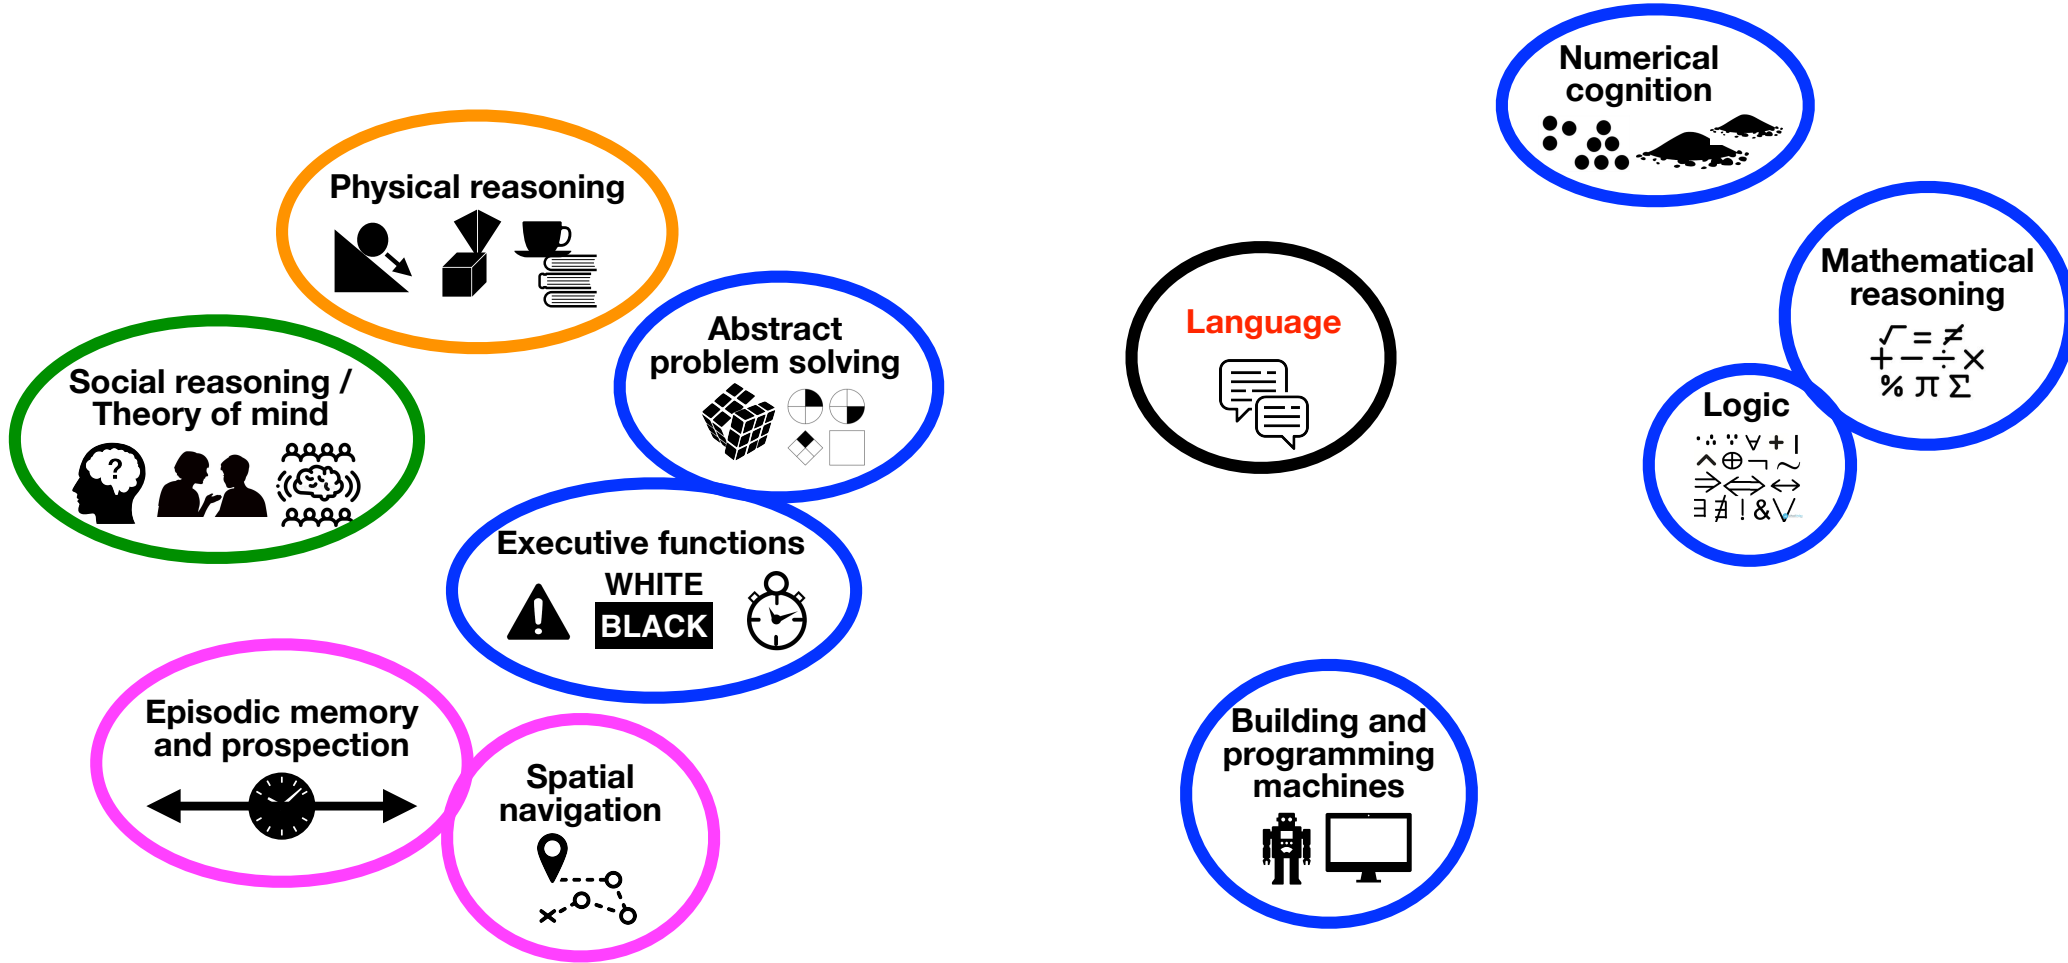 Numerical
cognition
Physical reasoning
Mathematical
reasoning
√ = ≠
+ − ÷ ×
% π Σ
Language
Abstract
problem solving
Social reasoning /
Theory of mind
?
Logic
∴ ∵ ∀ + |
^ ⊕ ¬ ~
⇒ ⇔ ↔
∃ ∄ ! & ∨
Executive functions
WHITE
BLACK
!
Episodic memory
and prospection
Spatial
navigation
Building and
programming
machines